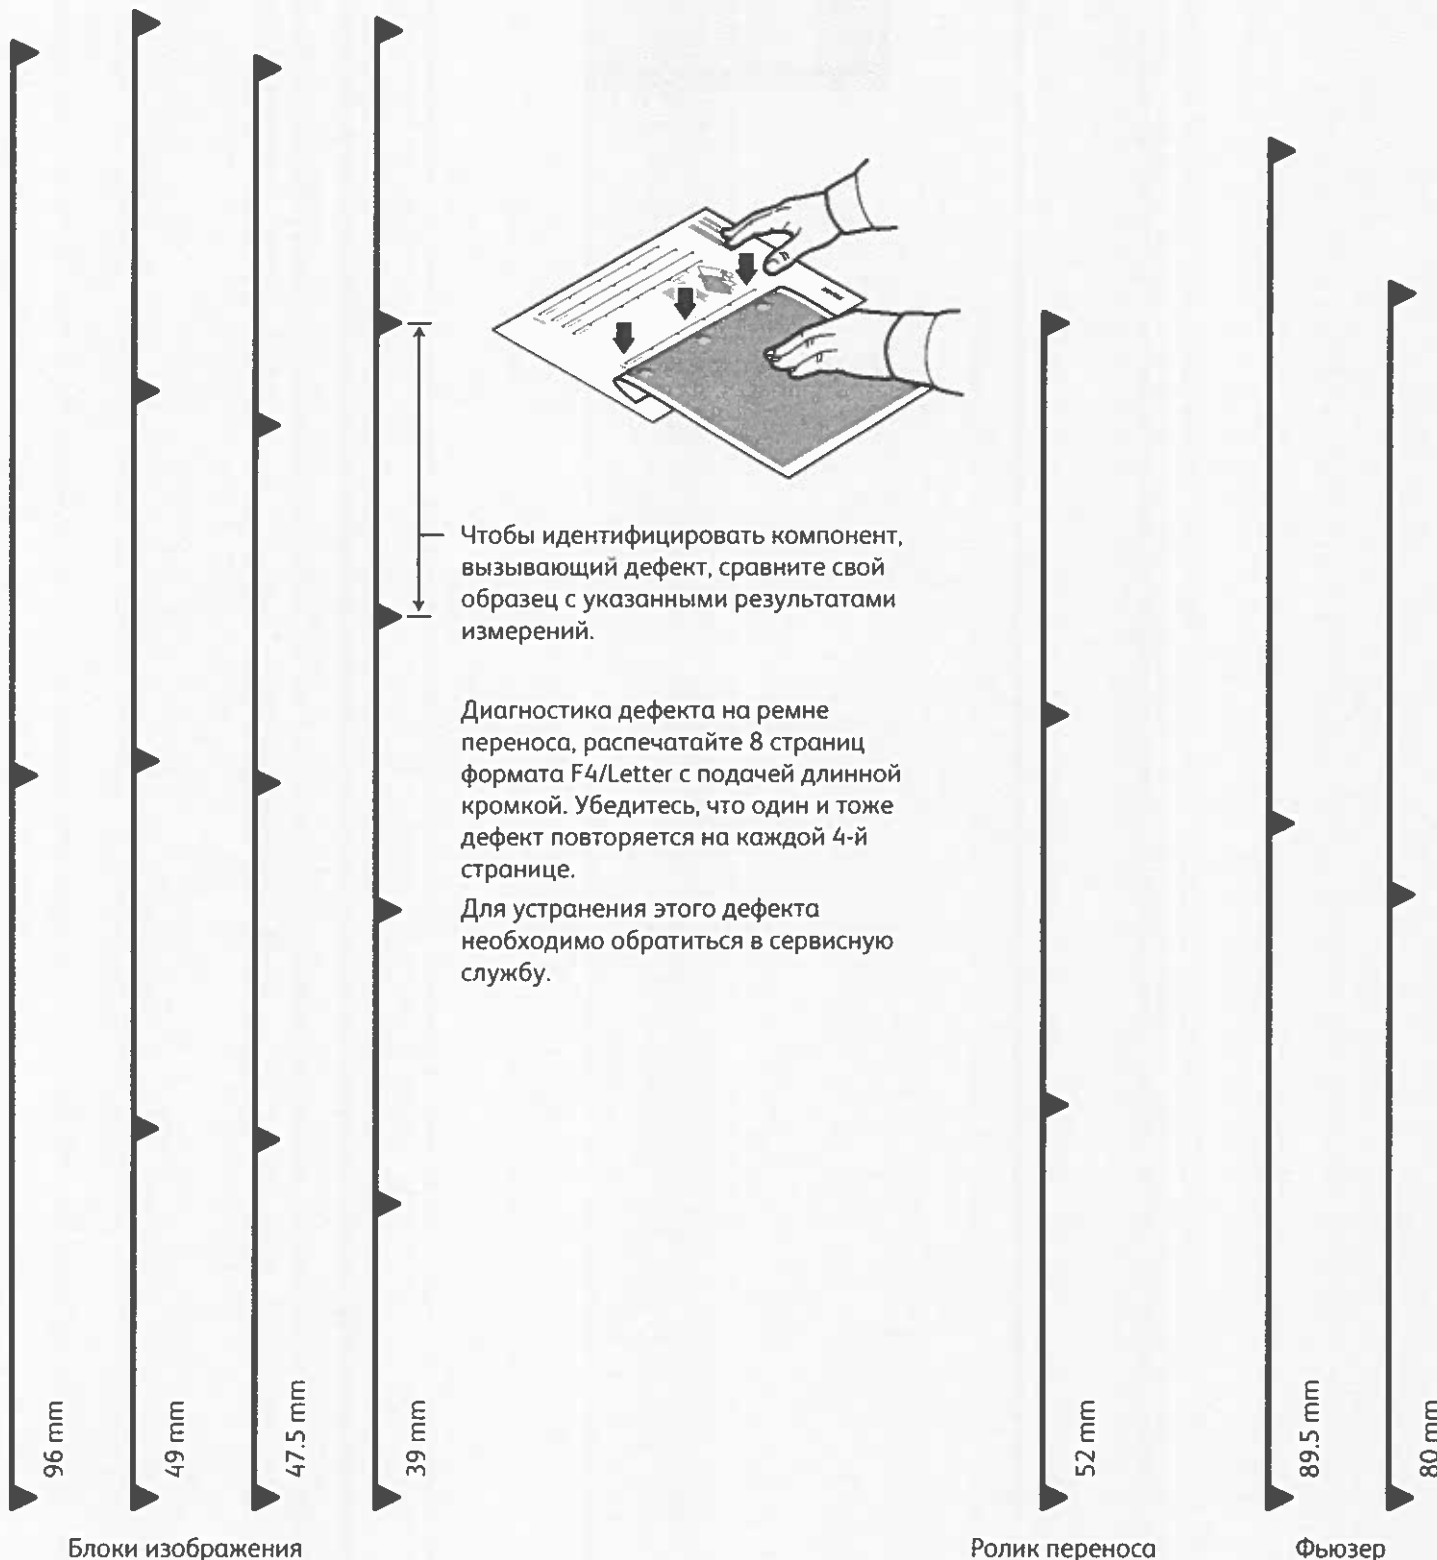 Чтобы идентифицировать компонент,
вызывающий дефект, сравните свой
образец с указанными результатами
измерений.
Диагностика дефекта на ремне
переноса, распечатайте 8 страниц
формата F4/Letter с подачей длинной
кромкой. Убедитесь, что один и тоже
дефект повторяется на каждой 4-й
странице.
Для устранения этого дефекта
необходимо обратиться в сервисную
службу.
96 mm
49 mm
47.5 mm
39 mm
52 mm
89.5 mm
80 mm
Блоки изображения
Ролик переноса
Фьюзер